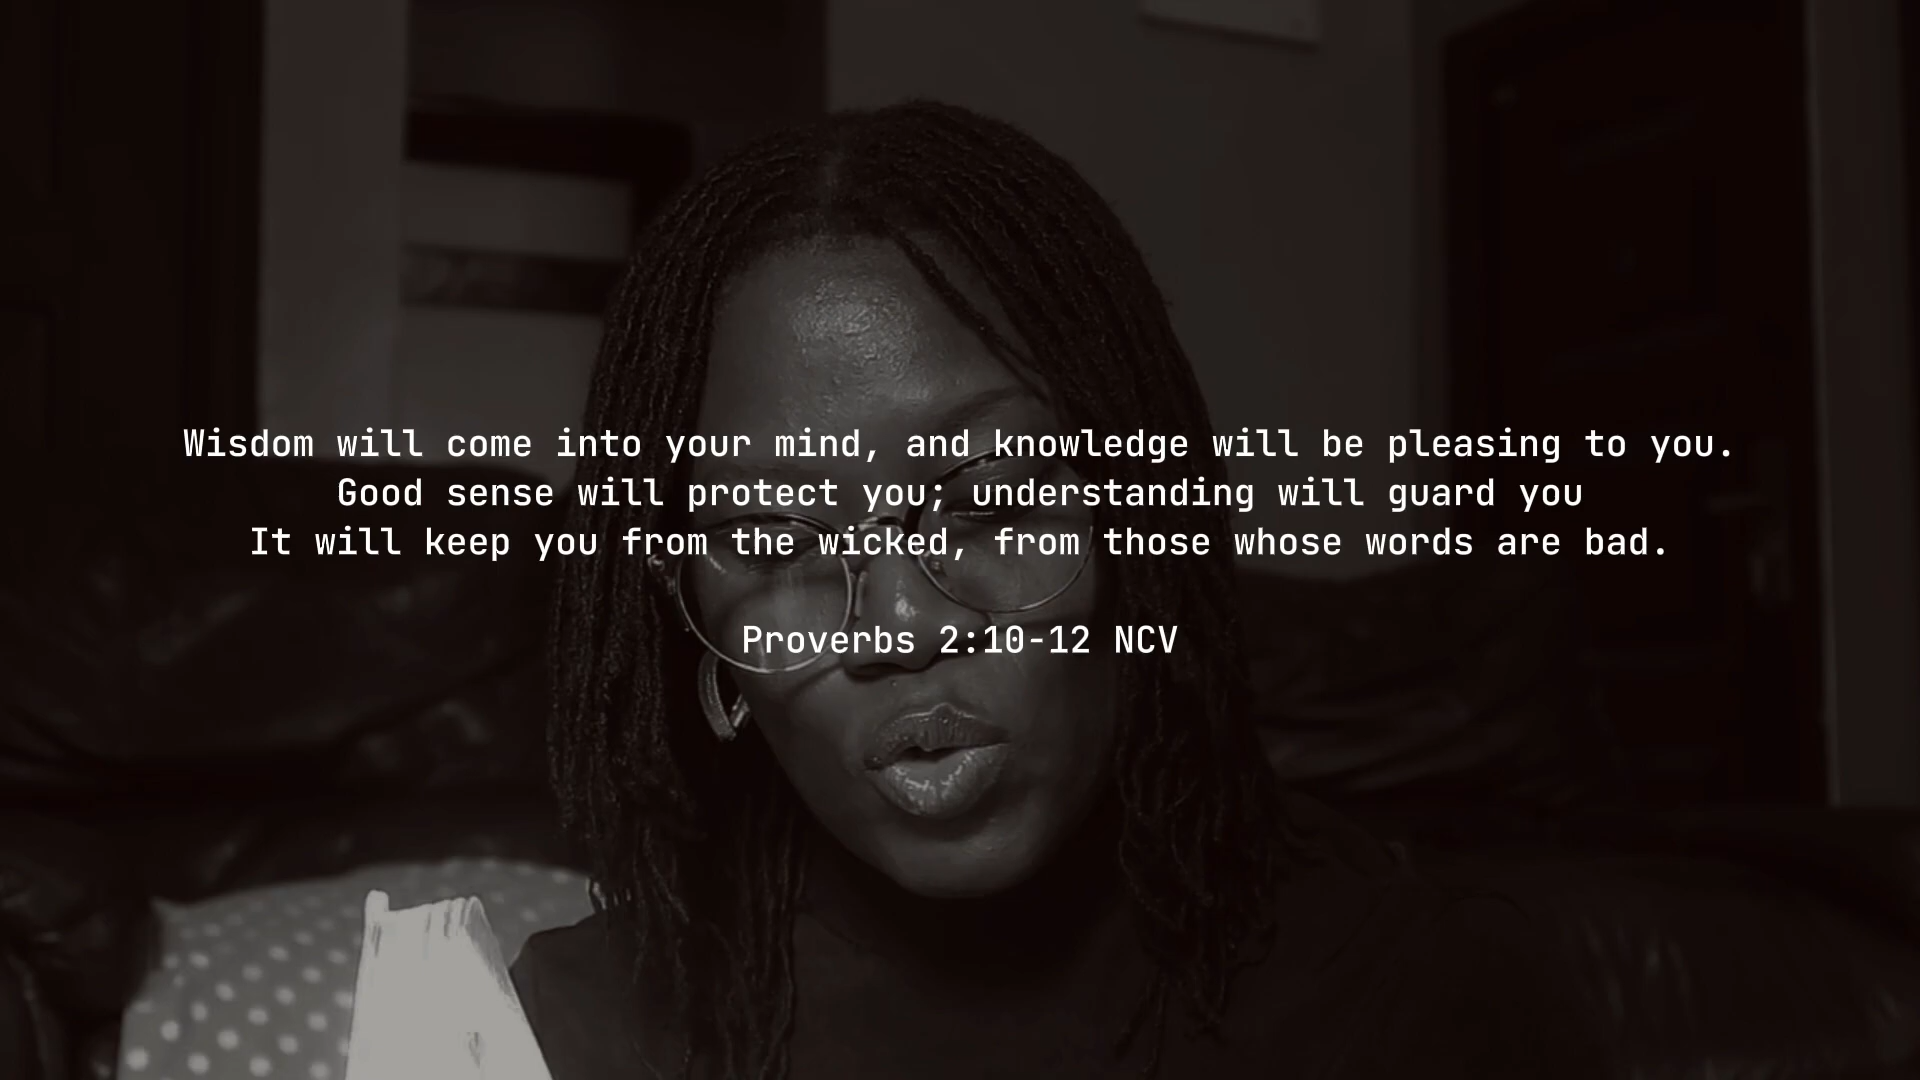 Wisdom will come into your mind, and knowledge will be pleasing to you.
Good sense will protect you; understanding will guard you
It will keep you from the wicked, from those whose words are bad.
Proverbs 2:10-12 NCV